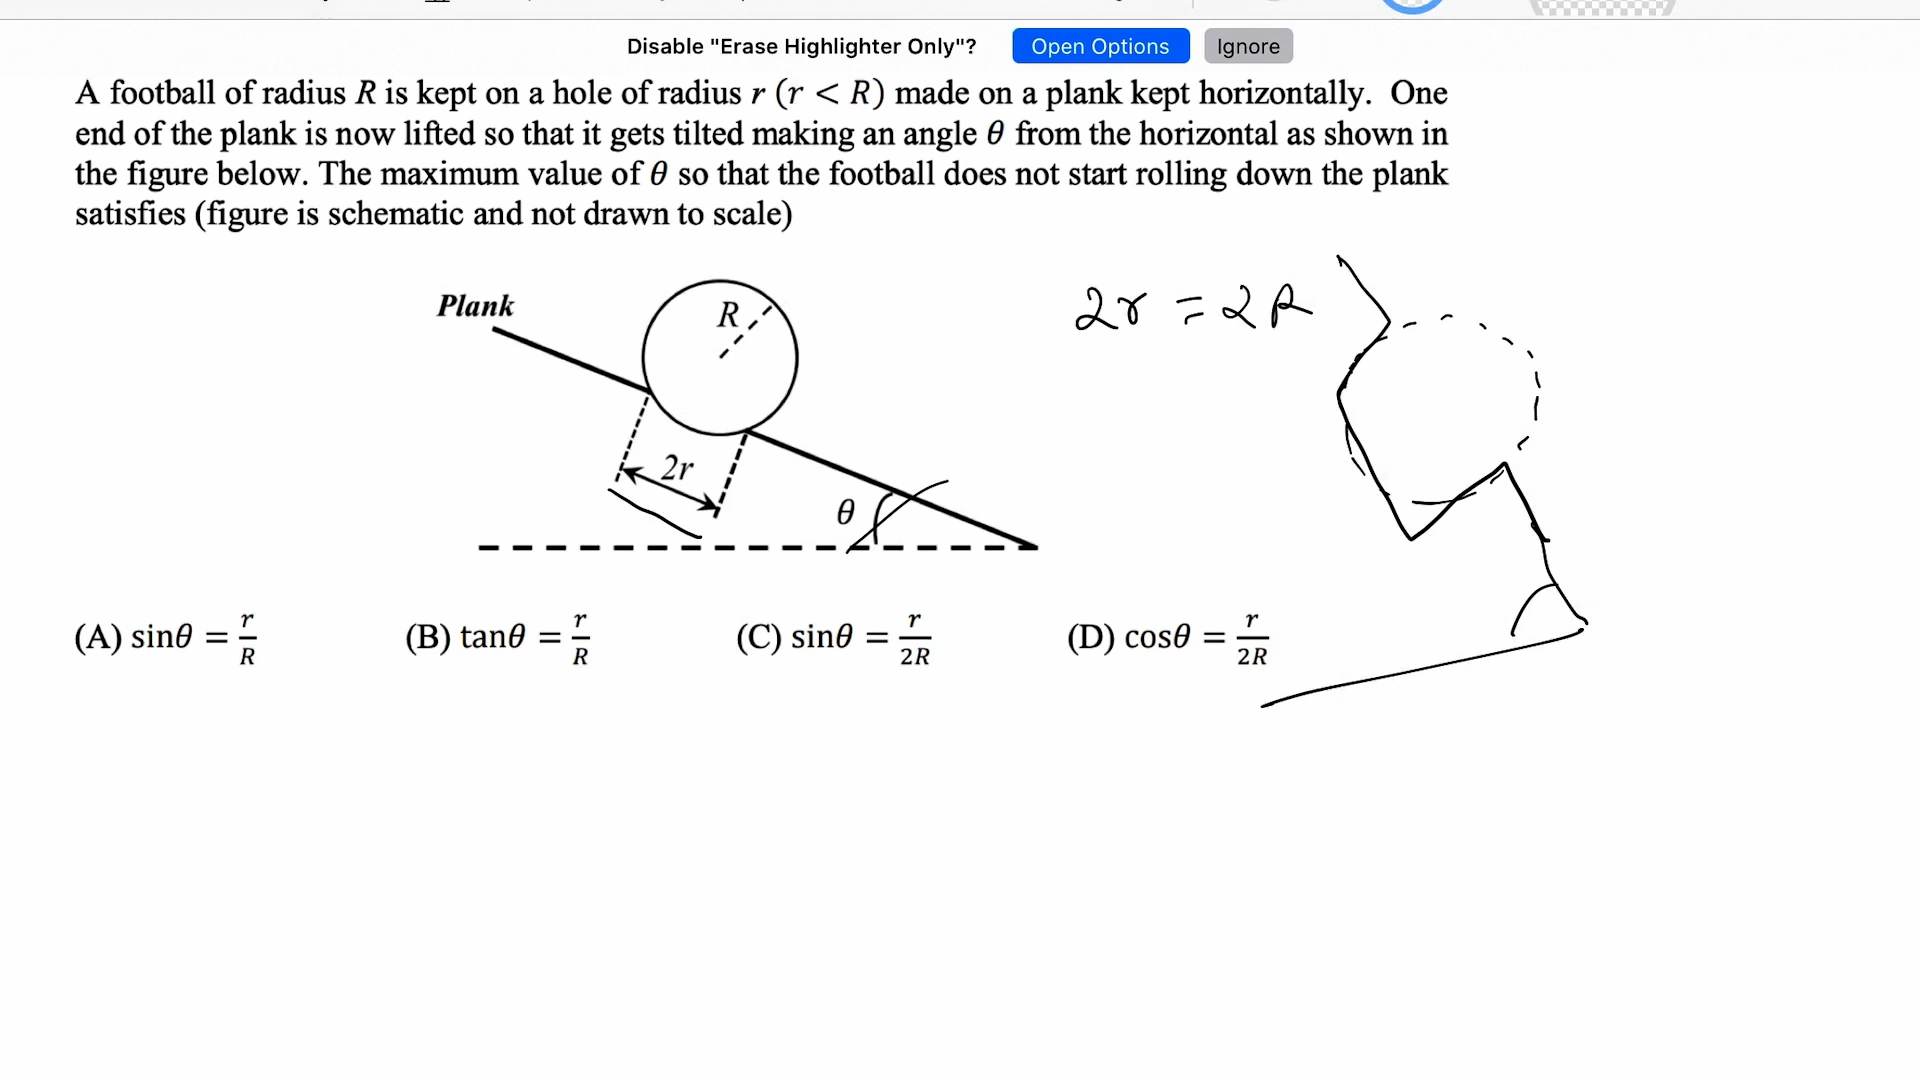 Disable "Erase Highlighter Only"? Open Options Ignore
A football of radius R is kept on a hole of radius r (r < R) made on a plank kept horizontally. One
end of the plank is now lifted so that it gets tilted making an angle θ from the horizontal as shown in
the figure below. The maximum value of θ so that the football does not start rolling down the plank
satisfies (figure is schematic and not drawn to scale)
Plank
R
2r = 2R
2r
θ
(A) sinθ = r/R (B) tanθ = r/R (C) sinθ = r/2R (D) cosθ = r/2R